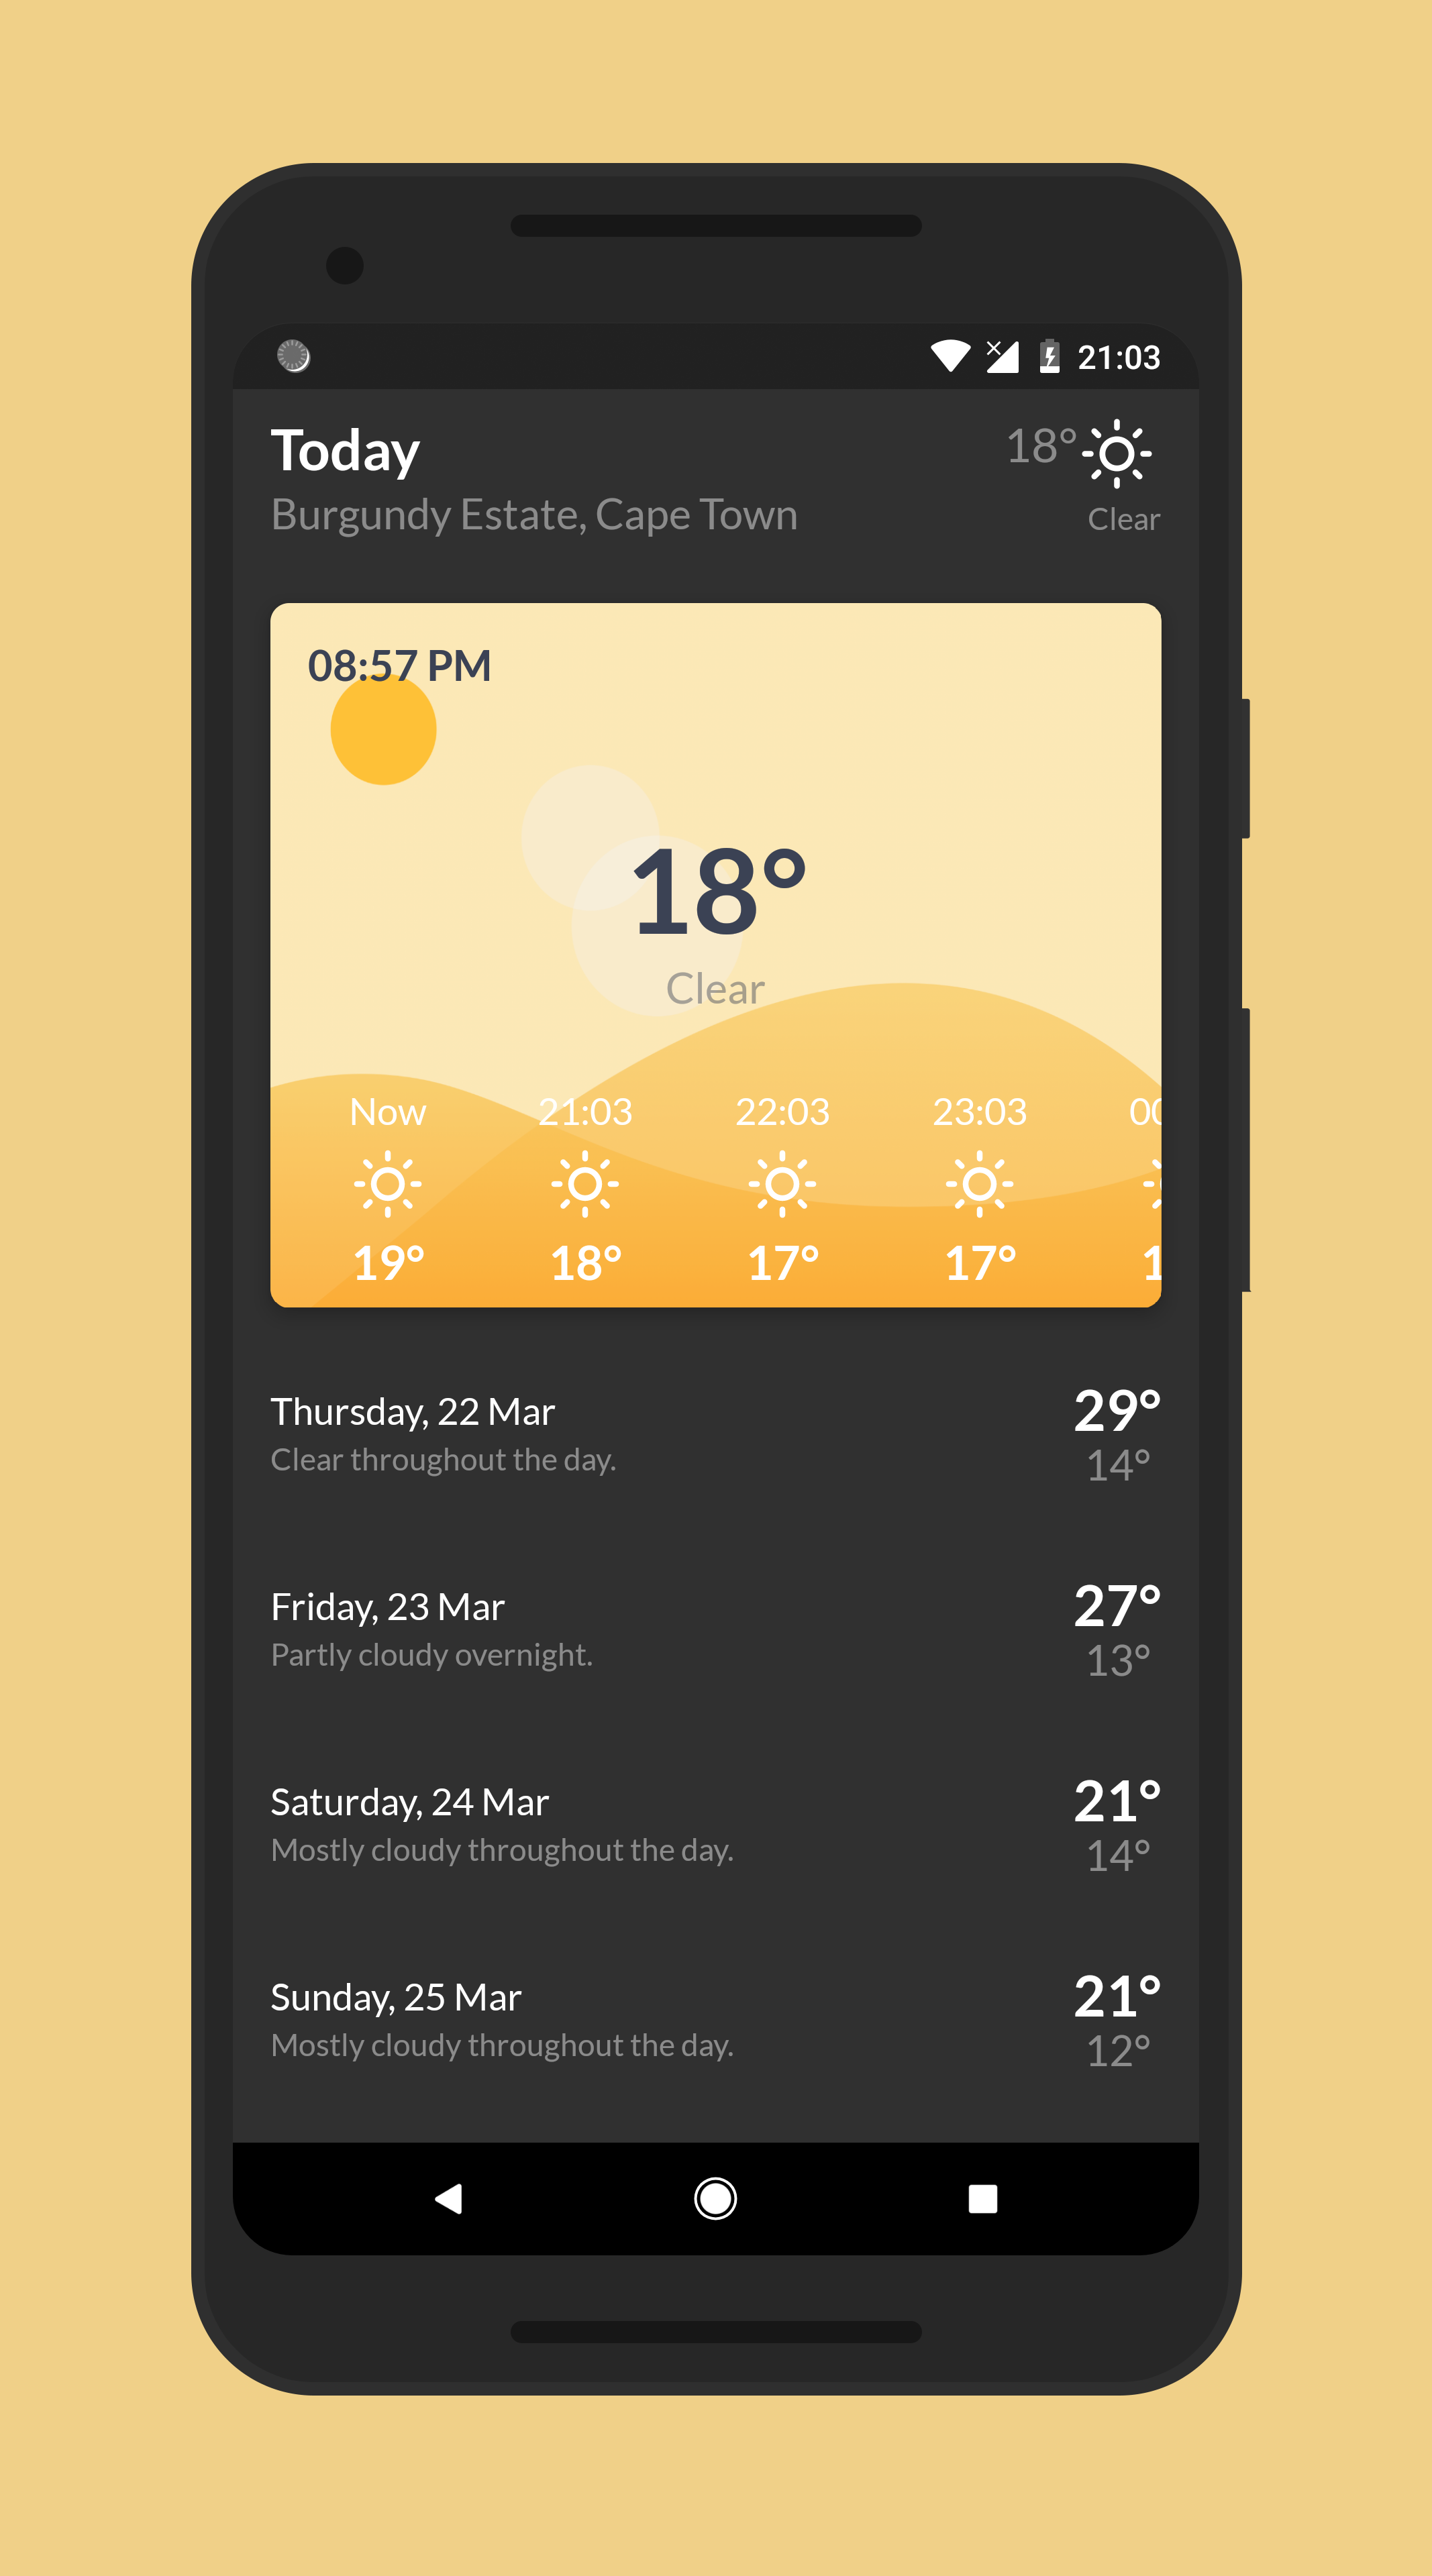 21:03
Today
18°
Burgundy Estate, Cape Town
Clear
08:57 PM
18°
Clear
Now 21:03 22:03 23:03
19° 18° 17° 17°
Thursday, 22 Mar
29°
Clear throughout the day.
14°
Friday, 23 Mar
27°
Partly cloudy overnight.
13°
Saturday, 24 Mar
21°
Mostly cloudy throughout the day.
14°
Sunday, 25 Mar
21°
Mostly cloudy throughout the day.
12°